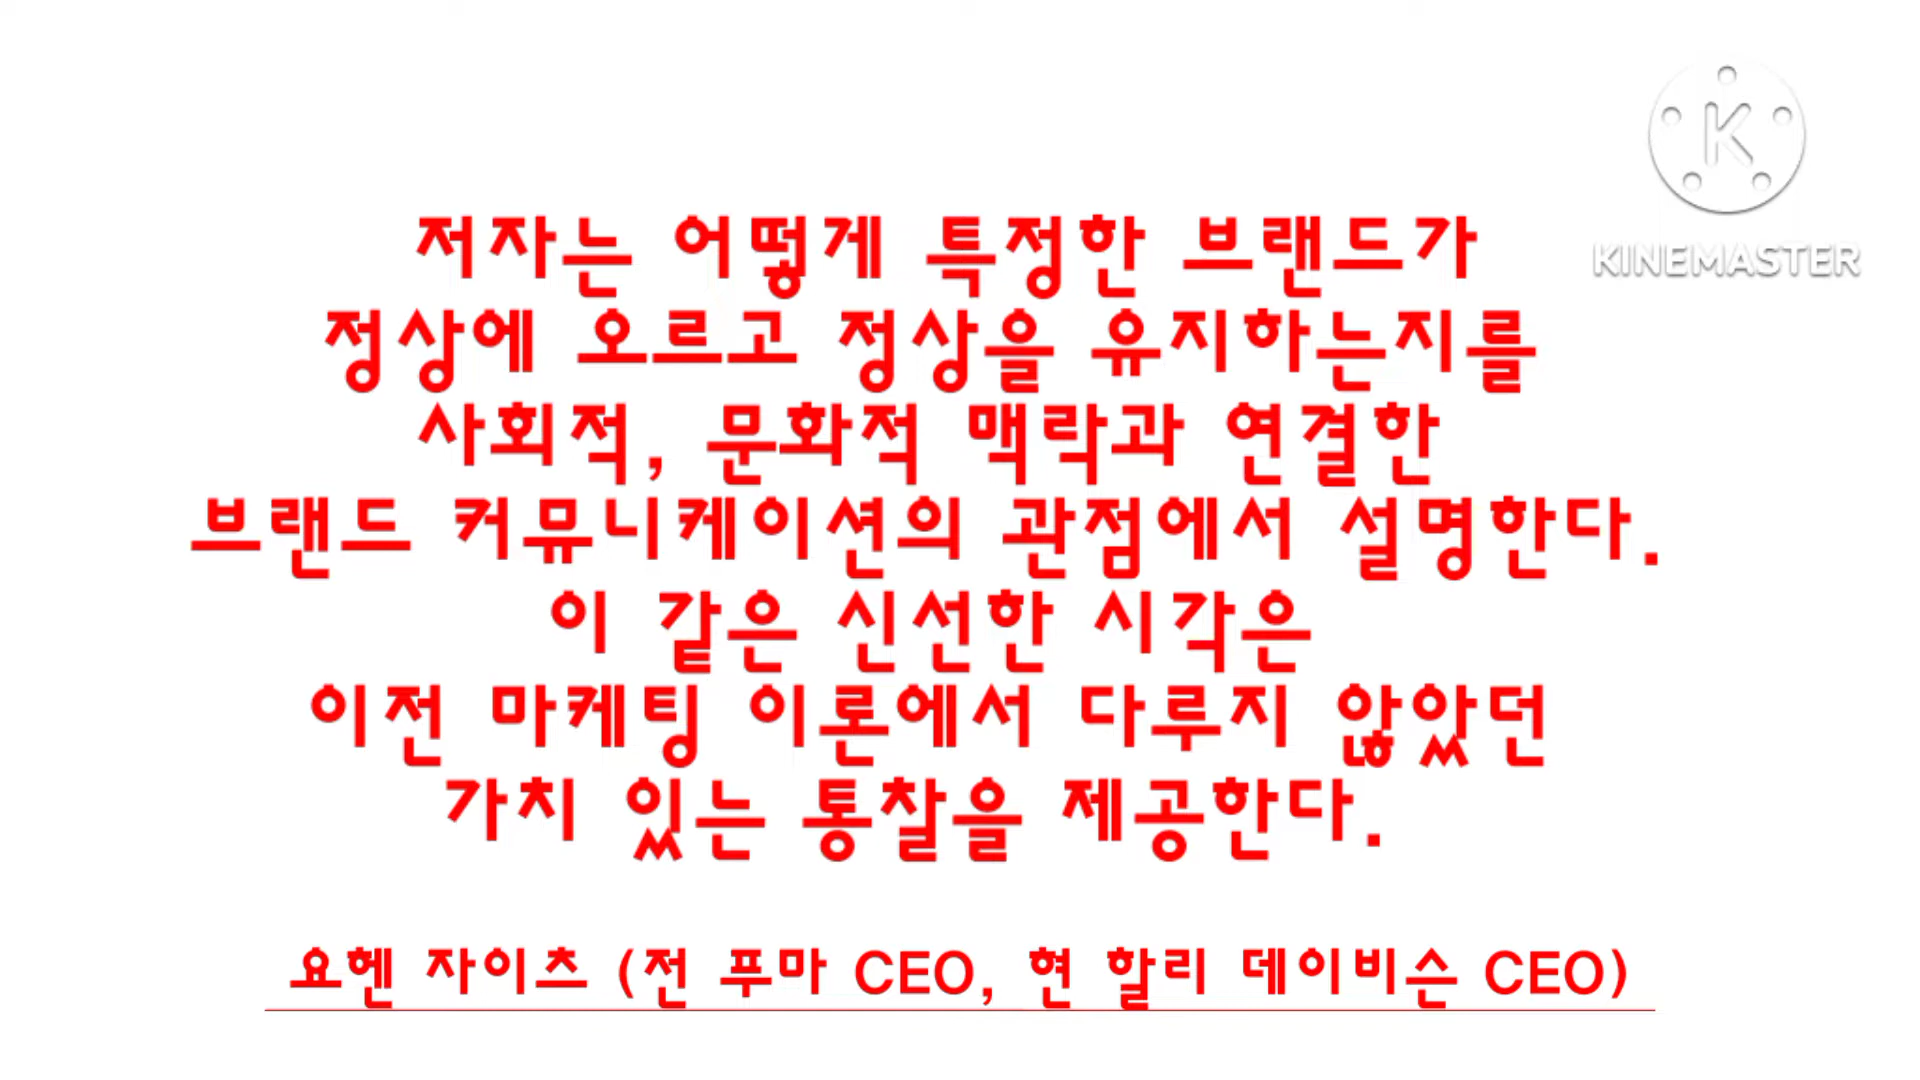 KINEMASTER
저자는 어떻게 특정한 브랜드가
정상에 오르고 정상을 유지하는지를
사회적, 문화적 맥락과 연결한
브랜드 커뮤니케이션의 관점에서 설명한다.
이 같은 신선한 시각은
이전 마케팅 이론에서 다루지 않았던
가치 있는 통찰을 제공한다.
요헨 자이츠 (전 푸마 CEO, 현 할리 데이비슨 CEO)